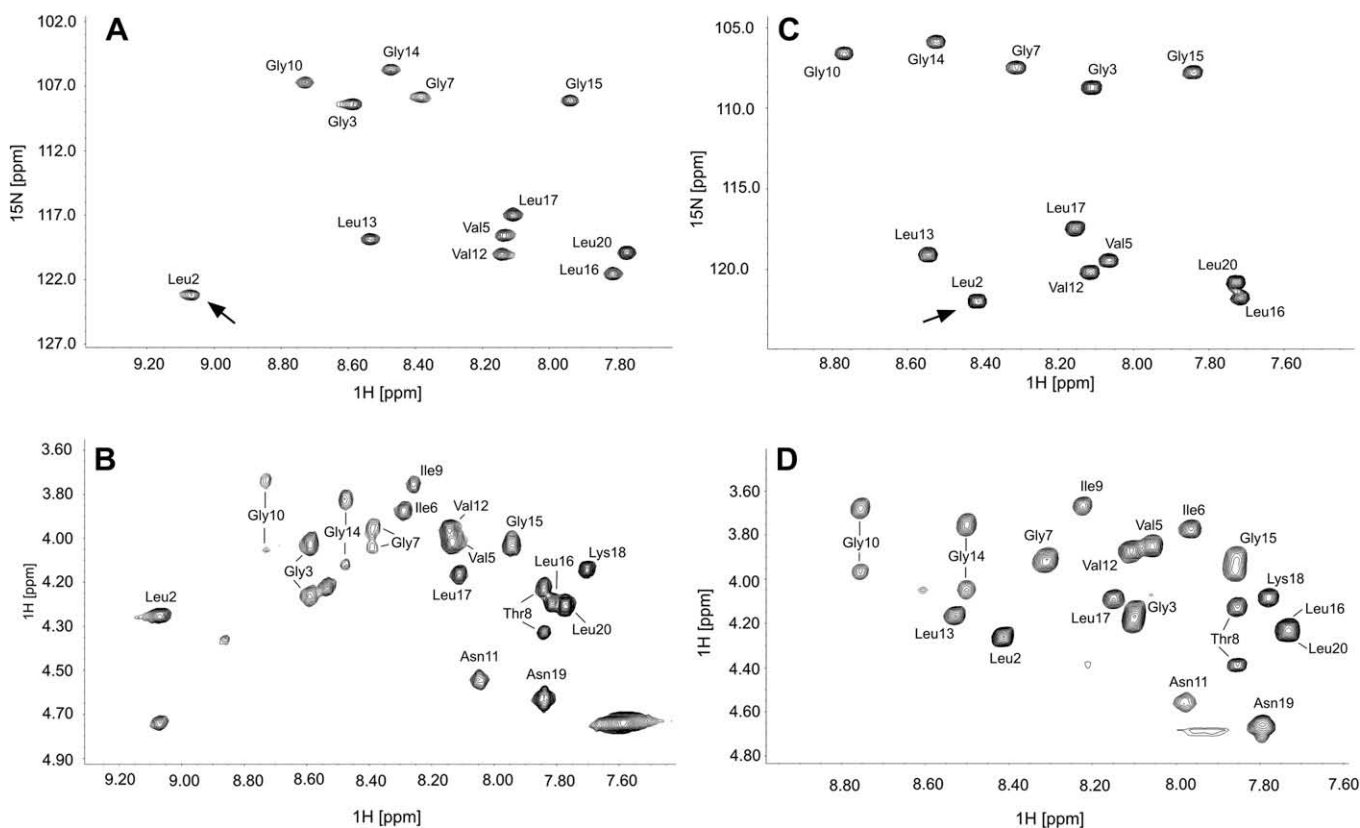 A
102.0
107.0
112.0
117.0
122.0
127.0
15N [ppm]
Gly10
Gly14
Gly7
Gly3
Gly15
Leu17
Leu13
Val5
Val12
Leu20
Leu16
Leu2
9.20 9.00 8.80 8.60 8.40 8.20 8.00 7.80
1H [ppm]
C
105.0
110.0
115.0
120.0
15N [ppm]
Gly10
Gly14
Gly7
Gly3
Gly15
Leu17
Leu13
Val5
Leu2
Val12
Leu20
Leu16
8.80 8.60 8.40 8.20 8.00 7.80 7.60
1H [ppm]
B
3.60
3.80
4.00
4.20
4.30
4.50
4.70
4.90
1H [ppm]
Ile9
Gly10
Ile6
Val12
Gly14
Gly7
Gly15
Gly3
Val5
Leu16
Lys18
Leu17
Leu2
Thr8
Leu20
Asn11
Asn19
9.20 9.00 8.80 8.60 8.40 8.20 8.00 7.80 7.60
1H [ppm]
D
3.60
3.80
4.00
4.20
4.40
4.60
4.80
1H [ppm]
Ile9
Ile6
Gly10
Gly14
Gly7
Val5
Val12
Gly15
Lys18
Leu13
Leu17
Gly3
Leu16
Leu2
Thr8
Leu20
Asn11
Asn19
8.80 8.60 8.40 8.20 8.00 7.80 7.60
1H [ppm]